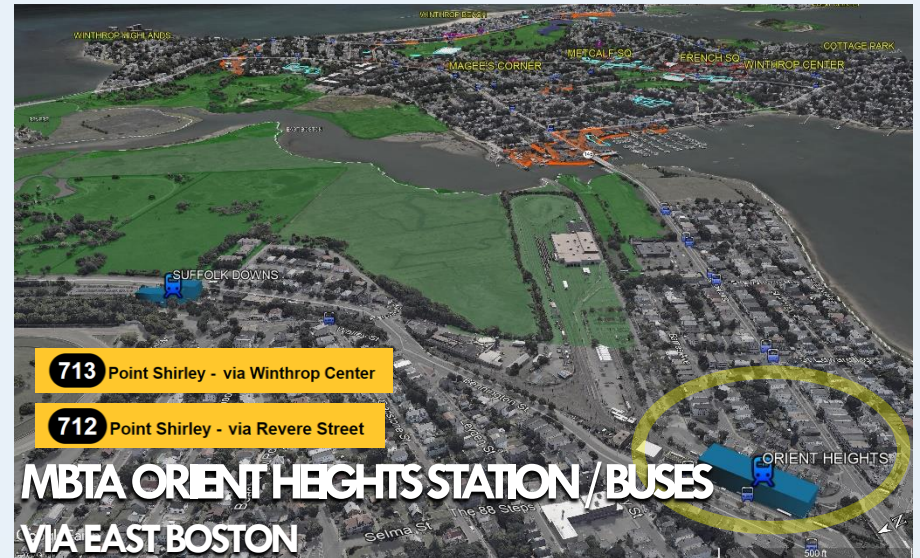 WINTHROP BEACH
WINTHROP HIGHLANDS
COTTAGE PARK
METCALF SQ
FRENCH SQ
MAGEE'S CORNER
WINTHROP CENTER
SUFFOLK DOWNS
713 Point Shirley - via Winthrop Center
712 Point Shirley - via Revere Street
ORIENT HEIGHTS
MBTA ORIENT HEIGHTS STATION / BUSES
The 88 Steps
Selma St
VIA EAST BOSTON
N
500 ft